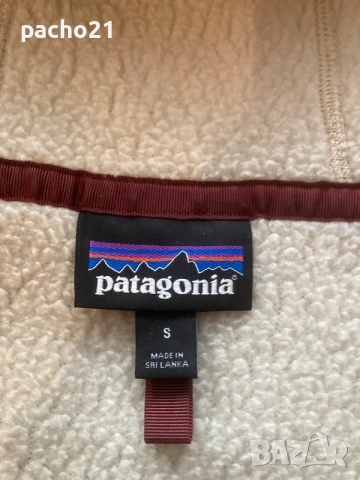 pacho21
patagonia®
S
MADE IN
SRI LANKA
bazar